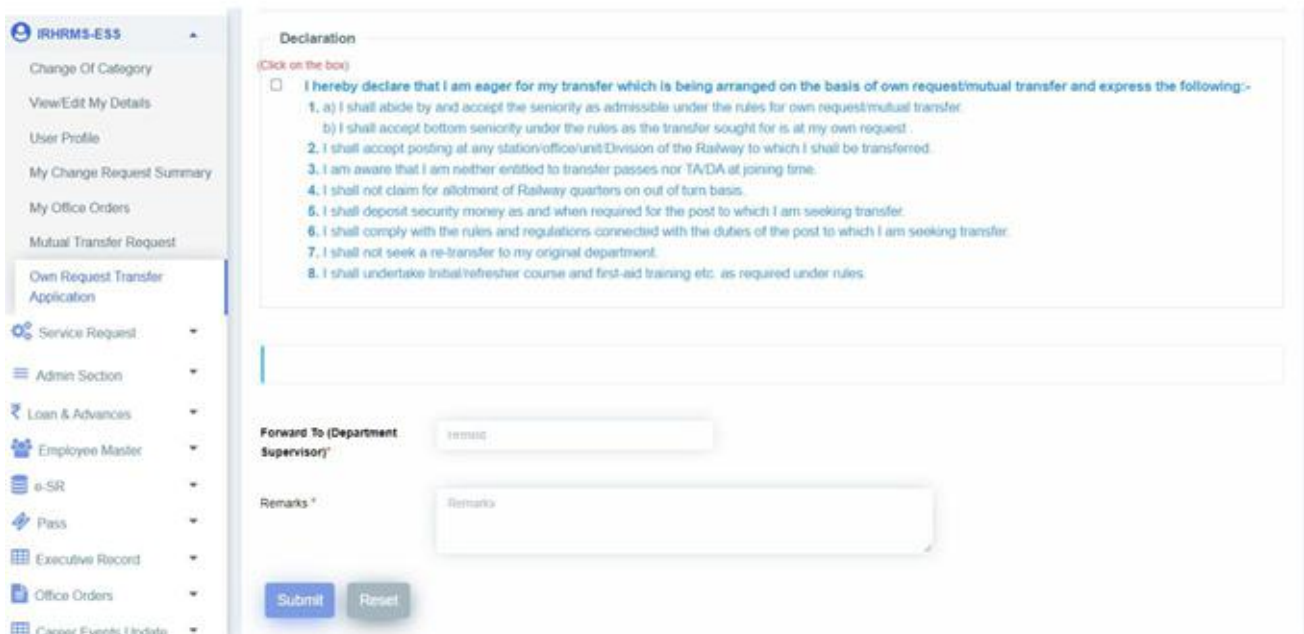 IRHRMS-ESS
Change Of Category
View/Edit My Details
User Profile
My Change Request Summary
My Office Orders
Mutual Transfer Request
Own Request Transfer
Application
Service Request
Admin Section
Loan & Advances
Employee Master
e-SR
Pass
Executive Record
Office Orders
Career Events Update
Declaration
(Click on the box)
I hereby declare that I am eager for my transfer which is being arranged on the basis of own request/mutual transfer and express the following:-
1. a) I shall abide by and accept the seniority as admissible under the rules for own request/mutual transfer.
b) I shall accept bottom seniority under the rules as the transfer sought for is at my own request .
2. I shall accept posting at any station/office/unit/Division of the Railway to which I shall be transferred.
3. I am aware that I am neither entitled to transfer passes nor TA/DA at joining time.
4. I shall not claim for allotment of Railway quarters on out of turn basis.
5. I shall deposit security money as and when required for the post to which I am seeking transfer.
6. I shall comply with the rules and regulations connected with the duties of the post to which I am seeking transfer.
7. I shall not seek a re-transfer to my original department.
8. I shall undertake Initial/refresher course and first-aid training etc. as required under rules.
Forward To (Department
Supervisor)*
Remarks *
Remarks
Submit
Reset